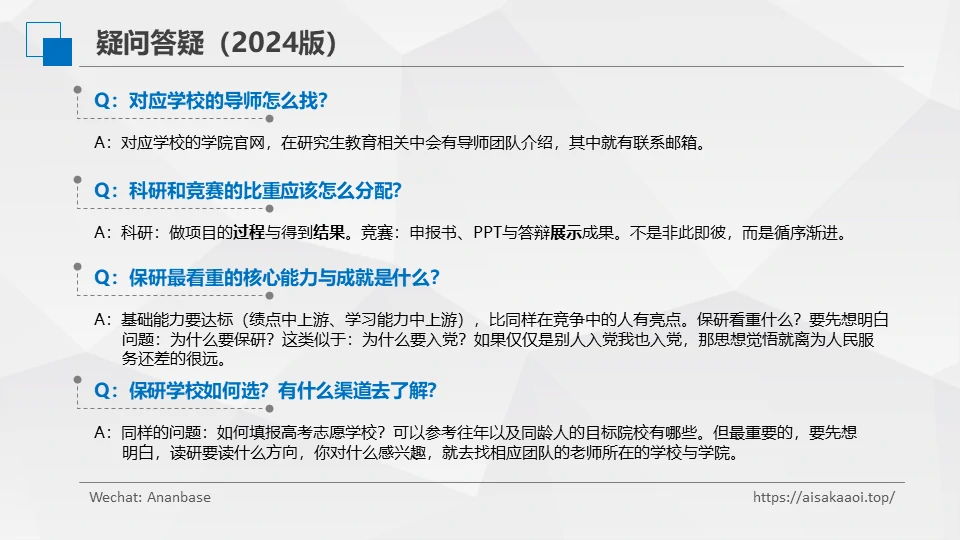 疑问答疑（2024版）
Q：对应学校的导师怎么找？
A：对应学校的学院官网，在研究生教育相关中会有导师团队介绍，其中就有联系邮箱。
Q：科研和竞赛的比重应该怎么分配？
A：科研：做项目的过程与得到结果。竞赛：申报书、PPT与答辩展示成果。不是非此即彼，而是循序渐进。
Q：保研最看重的核心能力与成就是什么？
A：基础能力要达标（绩点中上游、学习能力中上游），比同样在竞争中的人有亮点。保研看重什么？要先想明白
问题：为什么要保研？这类似于：为什么要入党？如果仅仅是别人入党我也入党，那思想觉悟就离为人民服
务还差的很远。
Q：保研学校如何选？有什么渠道去了解？
A：同样的问题：如何填报高考志愿学校？可以参考往年以及同龄人的目标院校有哪些。但最重要的，要先想
明白，读研要读什么方向，你对什么感兴趣，就去找相应团队的老师所在的学校与学院。
Wechat: Ananbase
https://aisakaaoi.top/